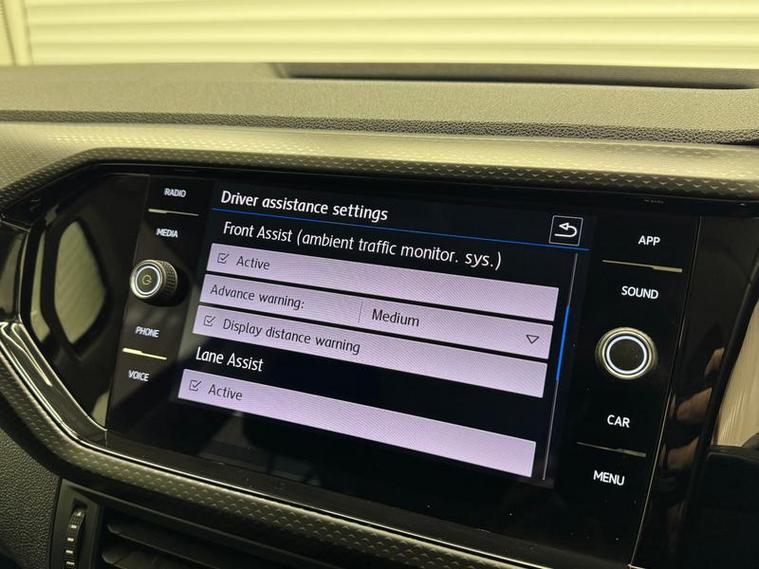 RADIO
MEDIA
PHONE
VOICE
Driver assistance settings
Front Assist (ambient traffic monitor. sys.)
Active
Advance warning: Medium
Display distance warning
Lane Assist
Active
APP
SOUND
CAR
MENU